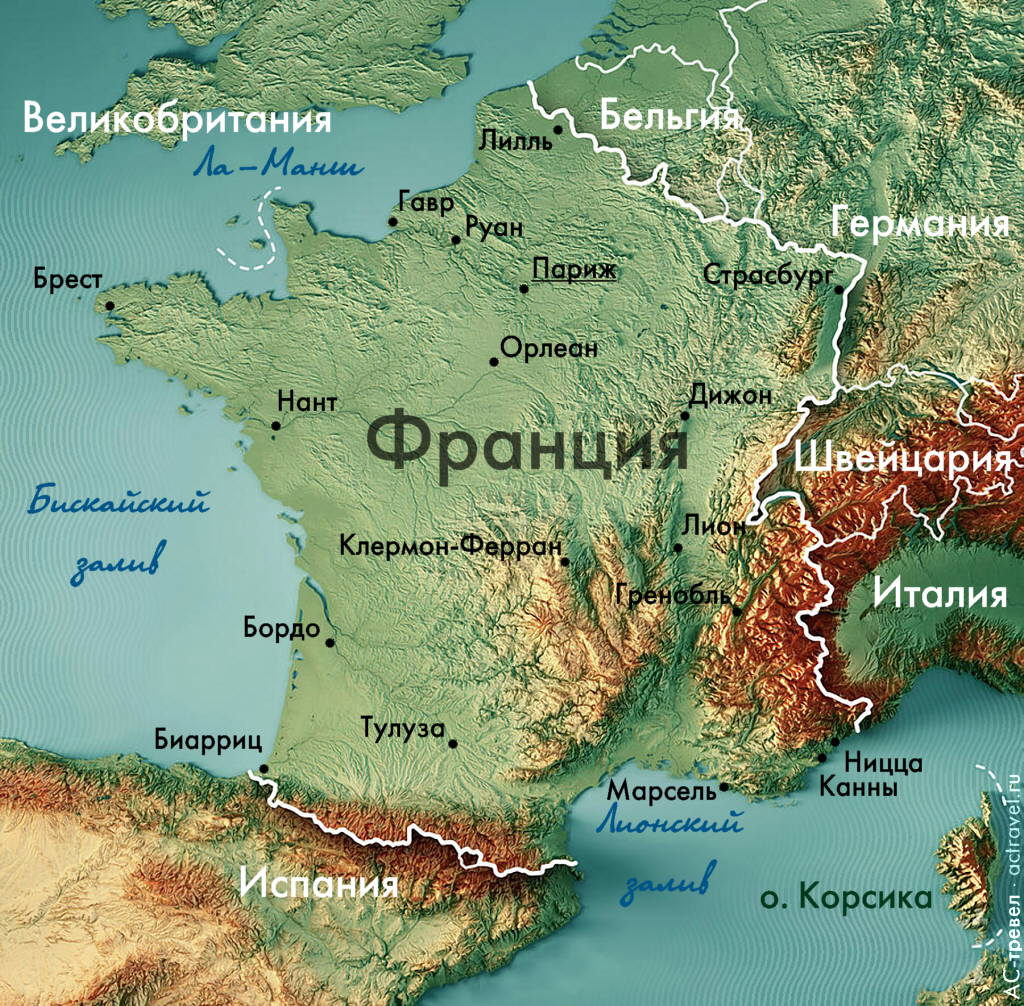 Великобритания
Бельгия
Лилль
Ла-Манш
Гавр
Германия
Руан
Париж
Страсбург
Брест
Орлеан
Дижон
Нант
Франция
Швейцария
Бискайский
залив
Лион
Клермон-Ферран
Гренобль
Италия
Бордо
Тулуза
Биарриц
Ницца
Канны
Марсель
Лионский
залив
Испания
о. Корсика
АС-тревел · actravel.ru